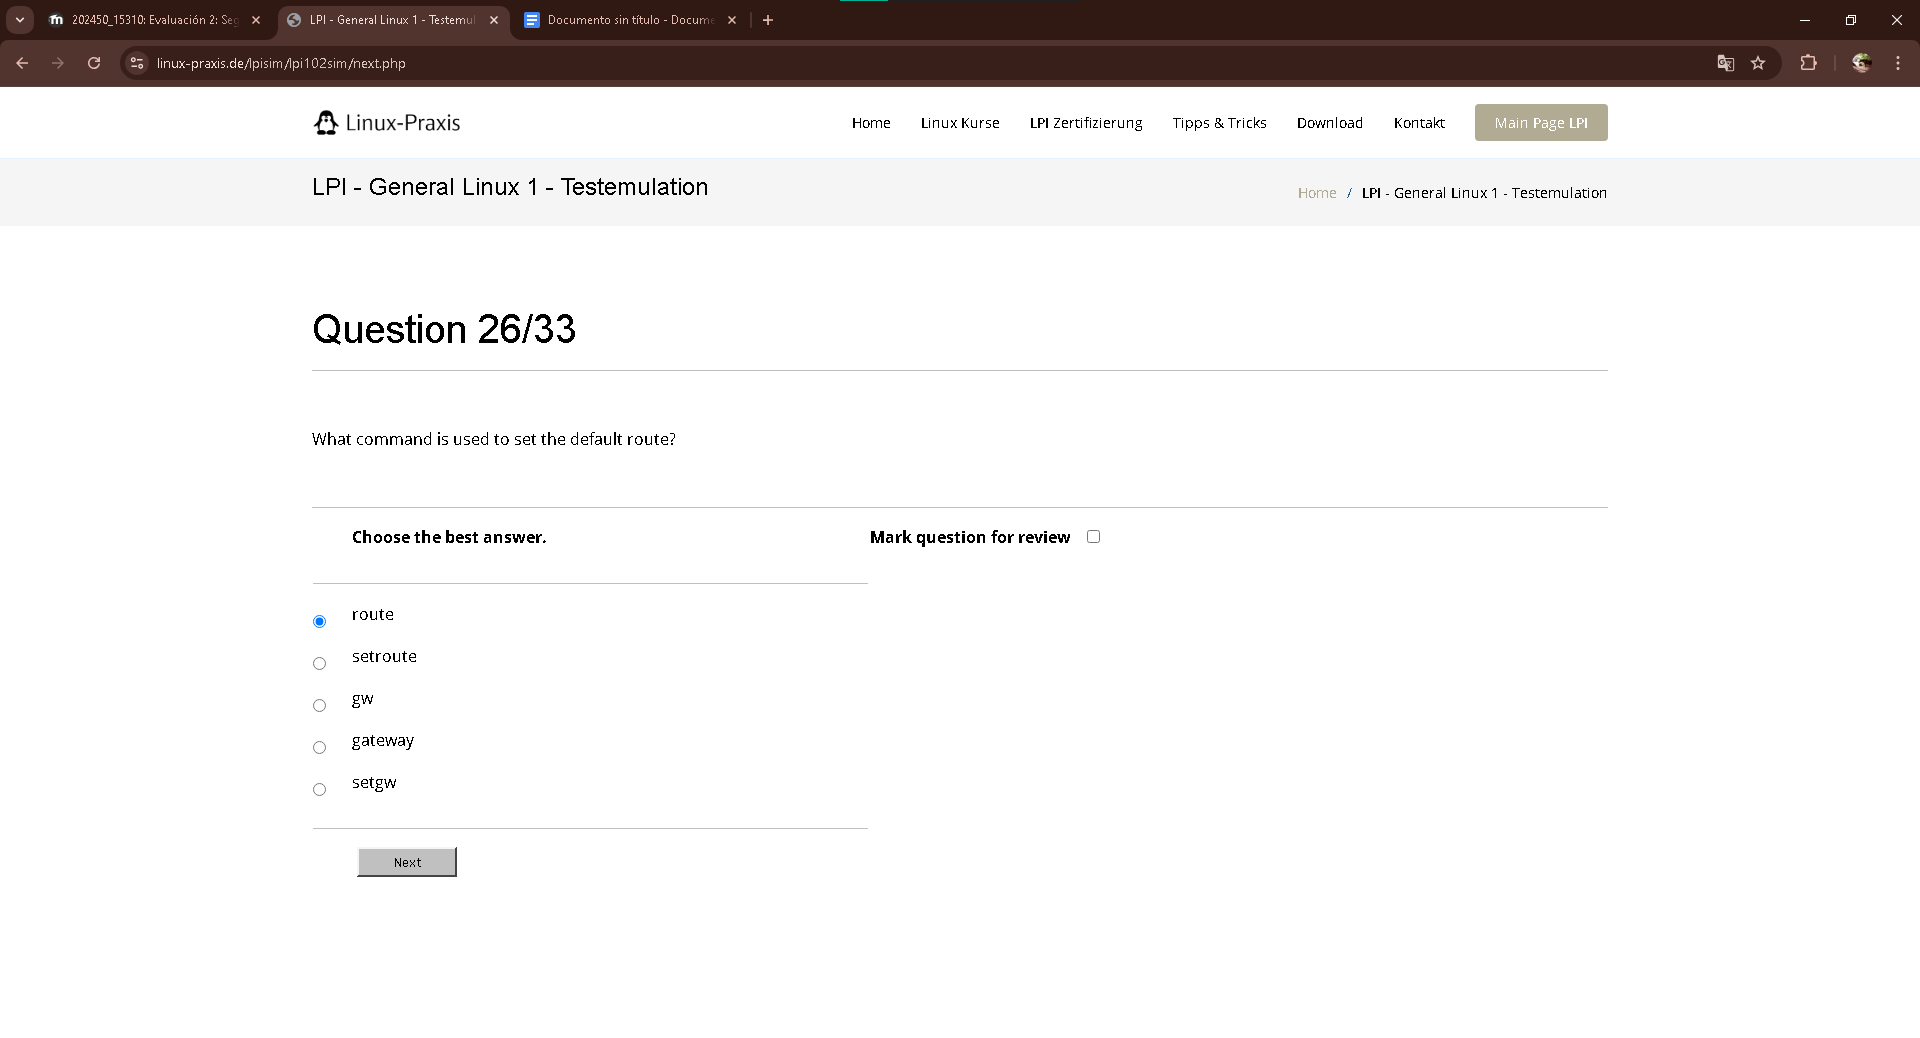 202450_15310: Evaluación 2: Seg
LPI - General Linux 1 - Testemul
Documento sin título - Docume
linux-praxis.de/lpisim/lpi102sim/next.php
Linux-Praxis
Home
Linux Kurse
LPI Zertifizierung
Tipps & Tricks
Download
Kontakt
Main Page LPI
LPI - General Linux 1 - Testemulation
Home / LPI - General Linux 1 - Testemulation
Question 26/33
What command is used to set the default route?
Choose the best answer.
Mark question for review
route
setroute
gw
gateway
setgw
Next